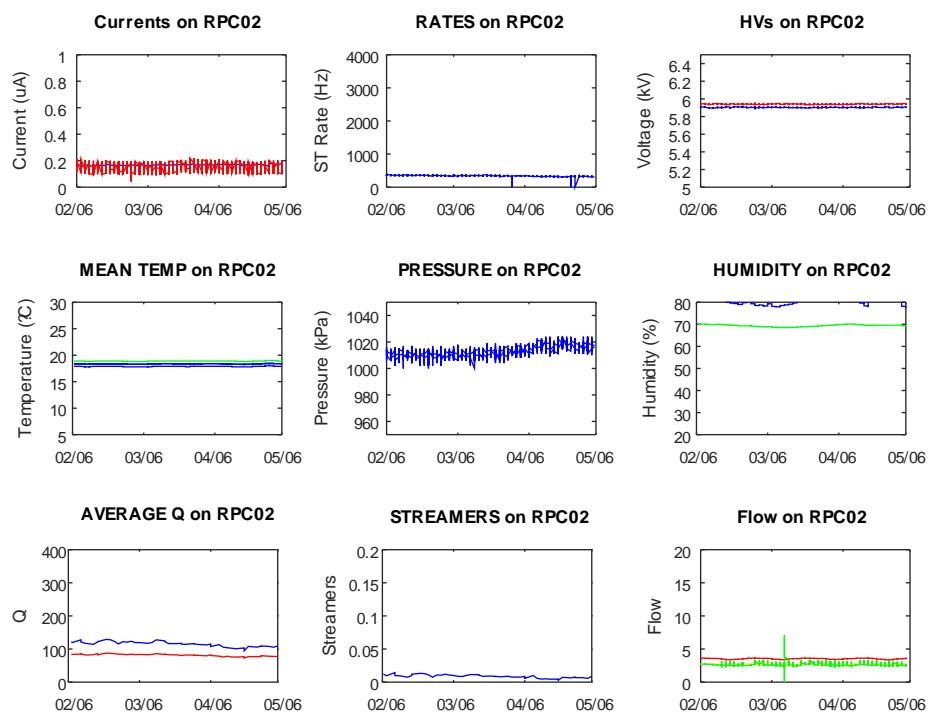 Currents on RPC02
Current (uA)
1
0.8
0.6
0.4
0.2
0
02/06 03/06 04/06 05/06
RATES on RPC02
ST Rate (Hz)
4000
3000
2000
1000
0
02/06 03/06 04/06 05/06
HVs on RPC02
Voltage (kV)
6.4
6.2
6
5.8
5.6
5.4
5.2
5
02/06 03/06 04/06 05/06
MEAN TEMP on RPC02
Temperature (?C)
30
25
20
15
10
5
02/06 03/06 04/06 05/06
PRESSURE on RPC02
Pressure (kPa)
1040
1020
1000
980
960
02/06 03/06 04/06 05/06
HUMIDITY on RPC02
Humidity (%)
80
70
60
50
40
30
20
02/06 03/06 04/06 05/06
AVERAGE Q on RPC02
Q
400
300
200
100
0
02/06 03/06 04/06 05/06
STREAMERS on RPC02
Streamers
0.2
0.15
0.1
0.05
0
02/06 03/06 04/06 05/06
Flow on RPC02
Flow
20
15
10
5
0
02/06 03/06 04/06 05/06